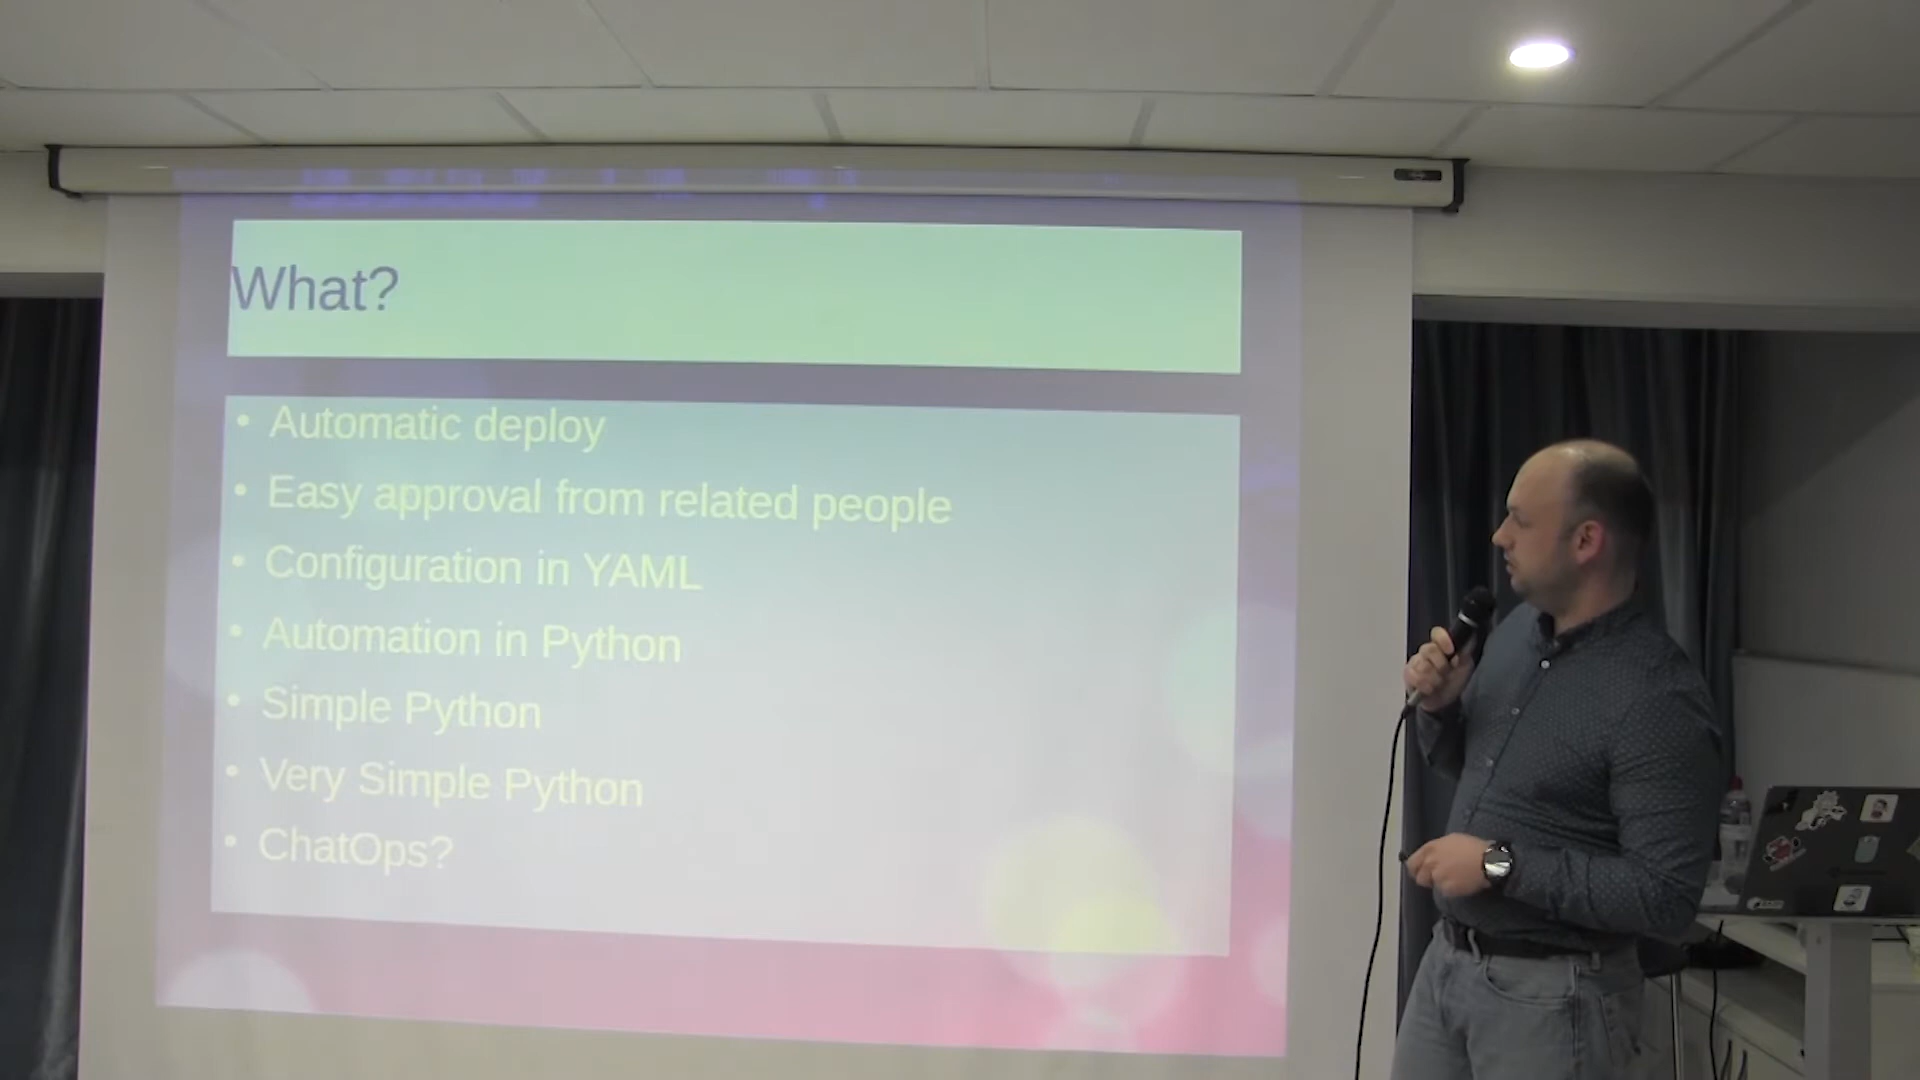 What?
• Automatic deploy
• Easy approval from related people
• Configuration in YAML
• Automation in Python
• Simple Python
• Very Simple Python
• ChatOps?